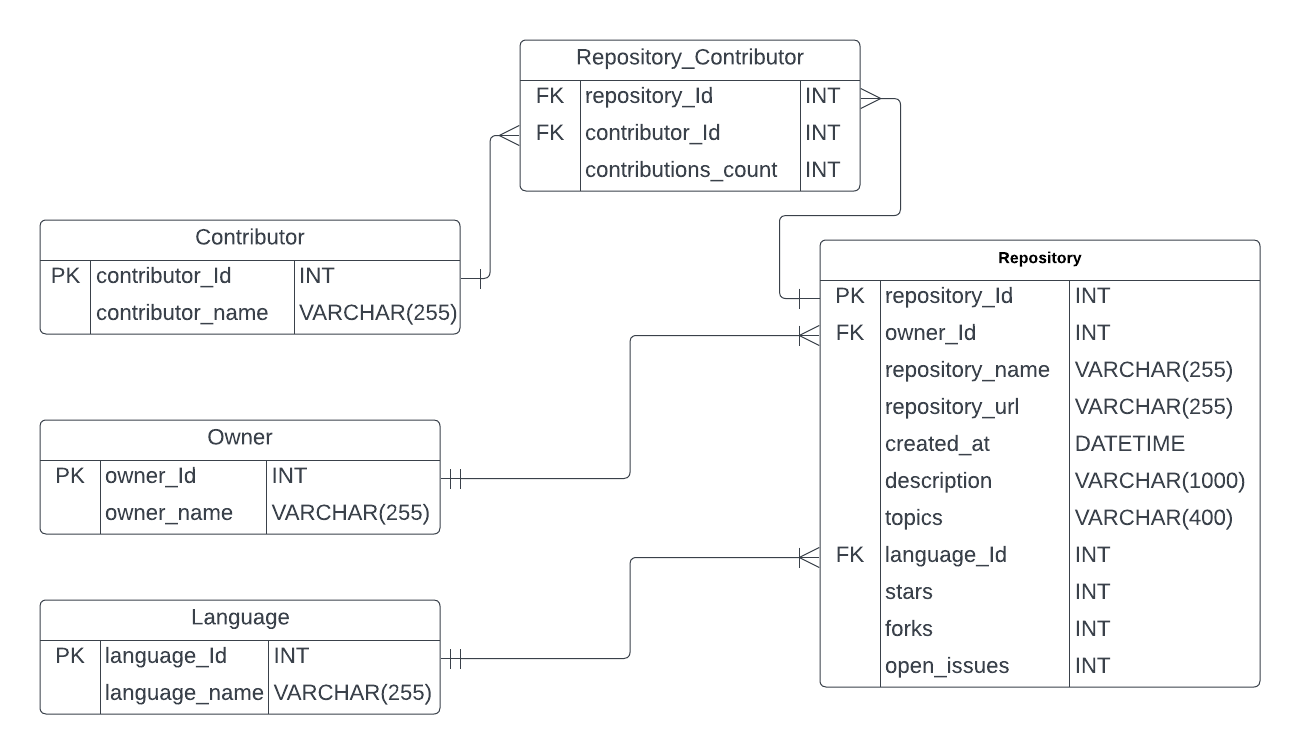 Repository_Contributor
FK repository_Id INT
FK contributor_Id INT
contributions_count INT
Contributor
PK contributor_Id INT
contributor_name VARCHAR(255)
Repository
PK repository_Id INT
FK owner_Id INT
repository_name VARCHAR(255)
repository_url VARCHAR(255)
created_at DATETIME
description VARCHAR(1000)
topics VARCHAR(400)
FK language_Id INT
stars INT
forks INT
open_issues INT
Owner
PK owner_Id INT
owner_name VARCHAR(255)
Language
PK language_Id INT
language_name VARCHAR(255)